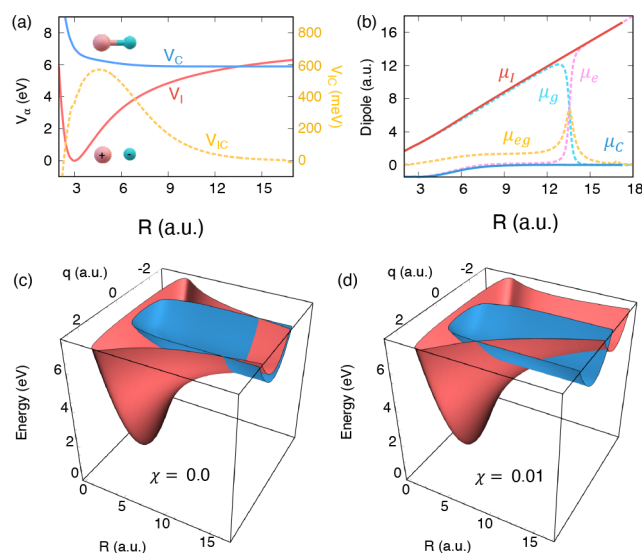 (a)
8
6
4
2
0
V_α (eV)
V_C
V_I
V_IC
+
-
800
600
400
200
0
V_IC (meV)
3 6 9 12 15
R (a.u.)
(b)
20
16
12
8
4
0
Dipole (a.u.)
μ_I
μ_e
μ_g
μ_eg
μ_C
3 6 9 12 15 18
R (a.u.)
(c)
q (a.u.)
-2
0
2
6
4
2
0
Energy (eV)
χ = 0.0
0
5
10
15
R (a.u.)
(d)
q (a.u.)
-2
0
2
6
4
2
0
Energy (eV)
χ = 0.01
0
5
10
15
R (a.u.)